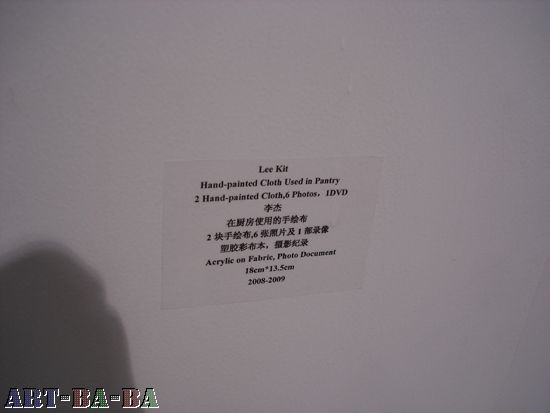 Lee Kit
Hand-painted Cloth Used in Pantry
2 Hand-painted Cloth,6 Photos，1DVD
李杰
在厨房使用的手绘布
2 块手绘布,6 张照片及 1 部录像
塑胶彩布本，摄影纪录
Acrylic on Fabric, Photo Document
18cm*13.5cm
2008-2009
ART-BA-BA